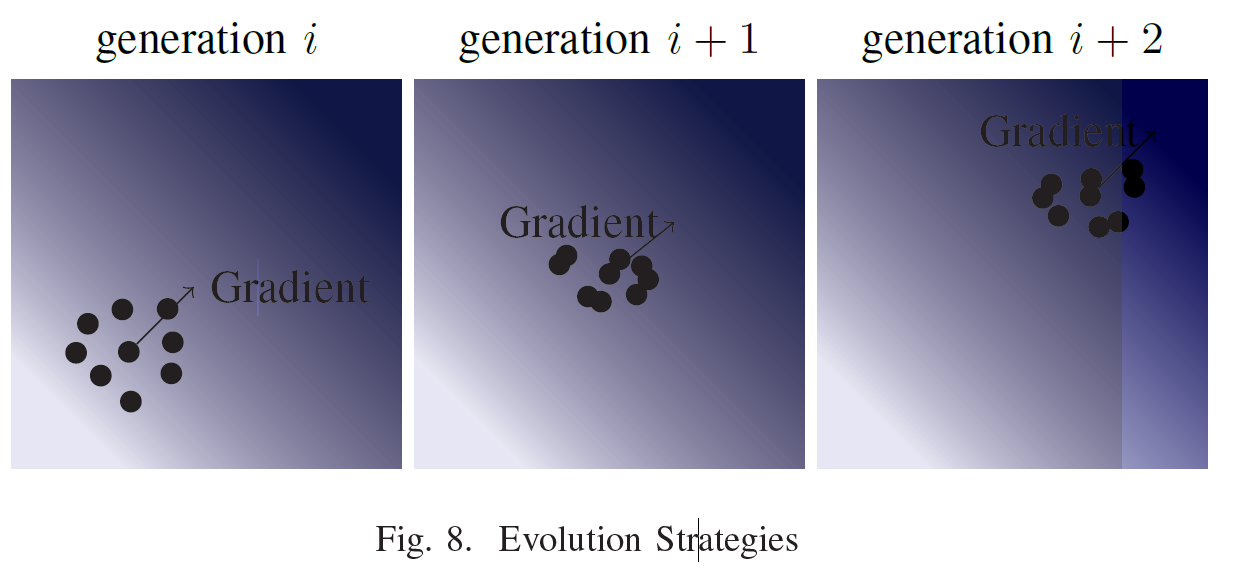 generation i
generation i + 1
generation i + 2
Gradient
Gradient
Gradient
Fig. 8. Evolution Strategies